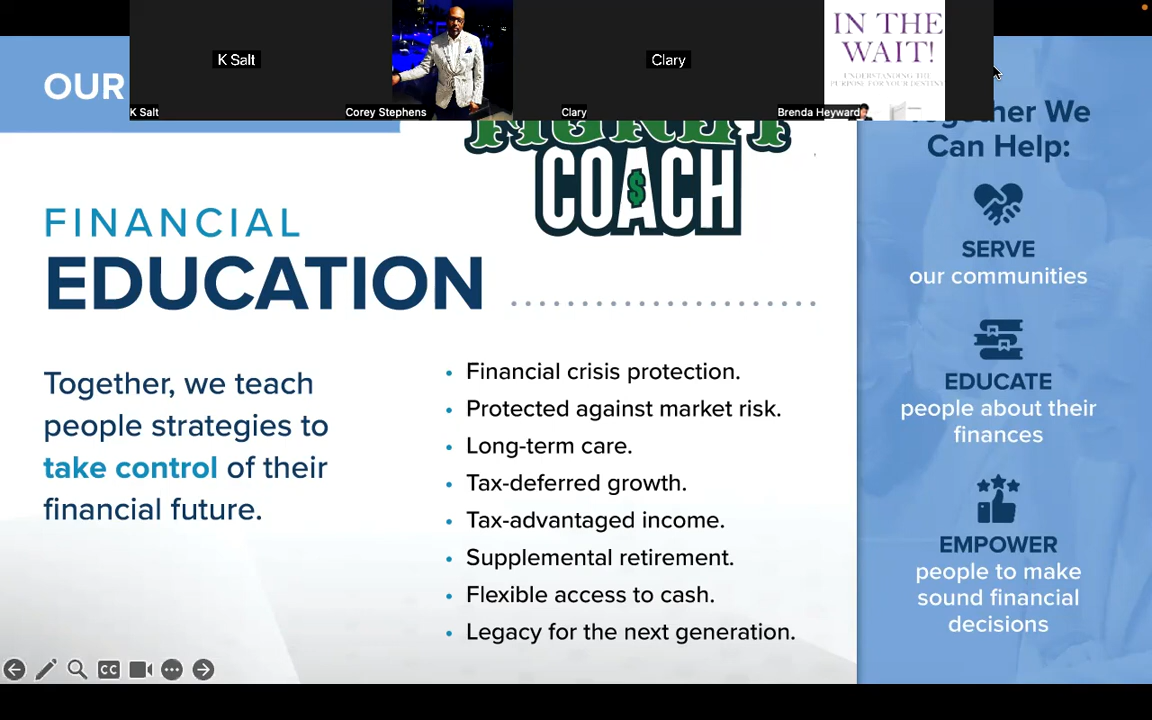 K Salt
Clary
K Salt
Corey Stephens
Clary
Brenda Heyward
IN THE
WAIT!
UNDERSTANDING THE
PURPOSE FOR YOUR DESTINY
OUR
MONEY
COACH
FINANCIAL
EDUCATION
Together, we teach
people strategies to
take control of their
financial future.
• Financial crisis protection.
• Protected against market risk.
• Long-term care.
• Tax-deferred growth.
• Tax-advantaged income.
• Supplemental retirement.
• Flexible access to cash.
• Legacy for the next generation.
Together We
Can Help:
SERVE
our communities
EDUCATE
people about their
finances
EMPOWER
people to make
sound financial
decisions
CC